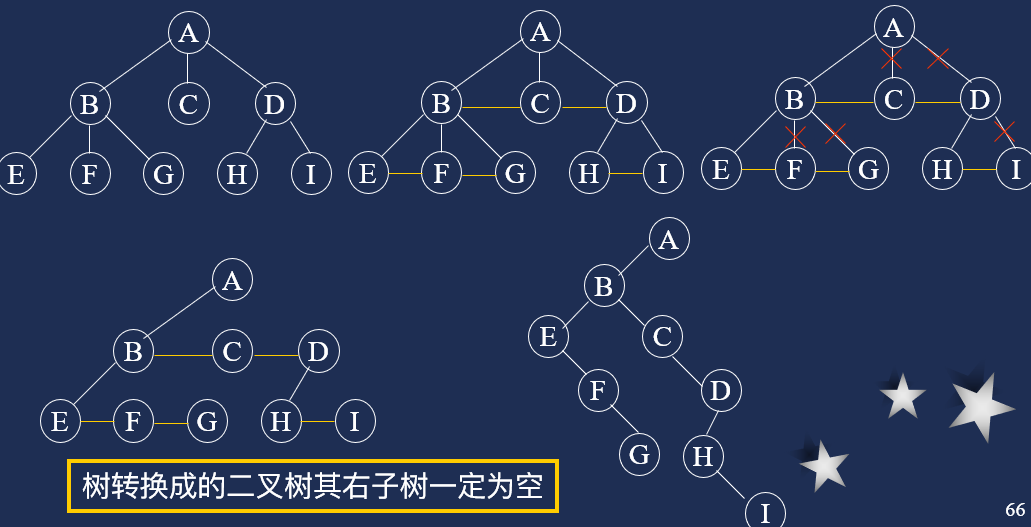 A A A
B C D B C D B C D
E F G H I E F G H I E F G H I
A
A
B
B C D
E C
F D
E F G H I
G H
树转换成的二叉树其右子树一定为空
I
66